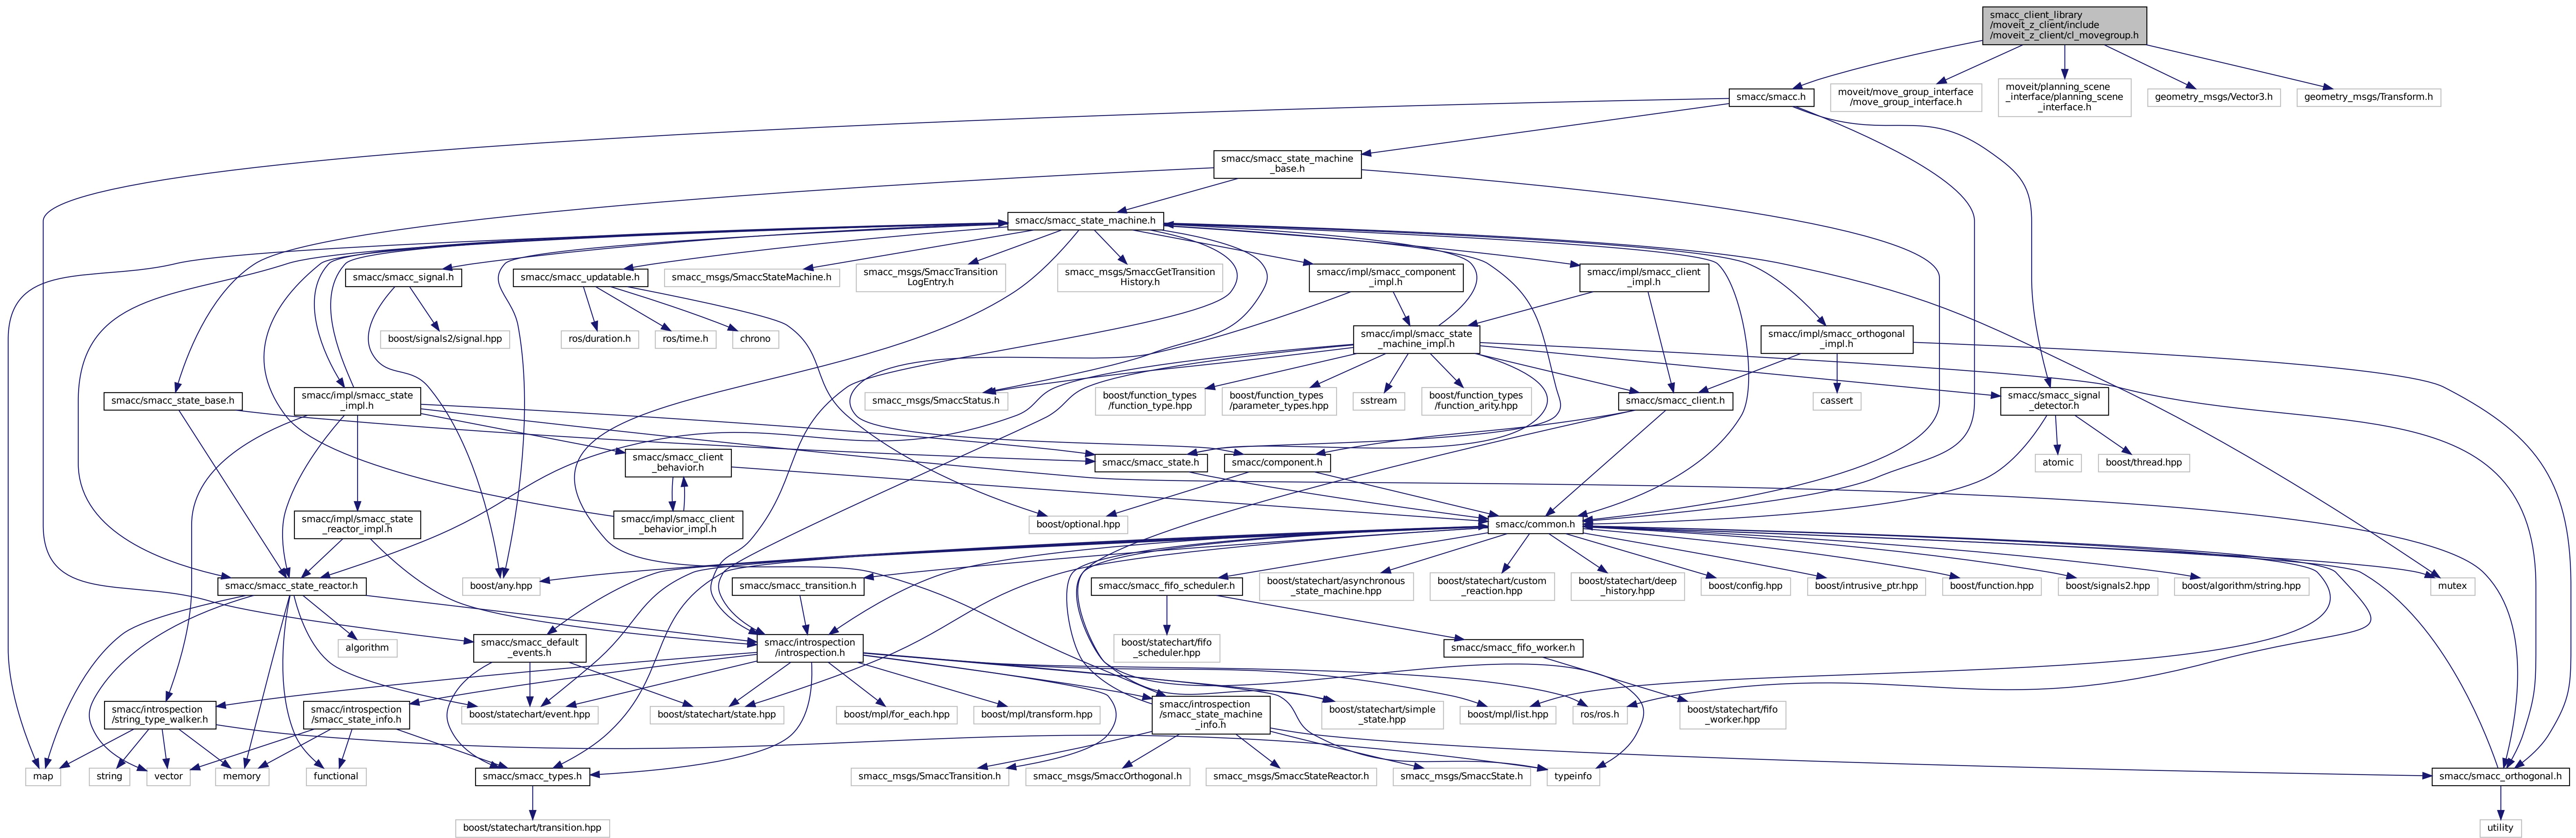 smacc_client_library
/moveit_z_client/include
/moveit_z_client/cl_movegroup.h
smacc/smacc.h
moveit/move_group_interface
/move_group_interface.h
moveit/planning_scene
_interface/planning_scene
_interface.h
geometry_msgs/Vector3.h
geometry_msgs/Transform.h
smacc/smacc_state_machine
_base.h
smacc/smacc_state_machine.h
smacc/smacc_signal.h
smacc/smacc_updatable.h
smacc_msgs/SmaccStateMachine.h
smacc_msgs/SmaccTransition
LogEntry.h
smacc_msgs/SmaccGetTransition
History.h
smacc/impl/smacc_component
_impl.h
smacc/impl/smacc_client
_impl.h
boost/signals2/signal.hpp
ros/duration.h
ros/time.h
chrono
smacc/impl/smacc_state
_machine_impl.h
smacc/impl/smacc_orthogonal
_impl.h
smacc/smacc_state_base.h
smacc/impl/smacc_state
_impl.h
smacc_msgs/SmaccStatus.h
boost/function_types
/function_type.hpp
boost/function_types
/parameter_types.hpp
sstream
boost/function_types
/function_arity.hpp
smacc/smacc_client.h
cassert
smacc/smacc_signal
_detector.h
smacc/smacc_client
_behavior.h
smacc/smacc_state.h
smacc/component.h
atomic
boost/thread.hpp
smacc/impl/smacc_state
_reactor_impl.h
smacc/impl/smacc_client
_behavior_impl.h
boost/optional.hpp
smacc/common.h
smacc/smacc_state_reactor.h
boost/any.hpp
smacc/smacc_transition.h
smacc/smacc_fifo_scheduler.h
boost/statechart/asynchronous
_state_machine.hpp
boost/statechart/custom
_reaction.hpp
boost/statechart/deep
_history.hpp
boost/config.hpp
boost/intrusive_ptr.hpp
boost/function.hpp
boost/signals2.hpp
boost/algorithm/string.hpp
mutex
algorithm
smacc/smacc_default
_events.h
smacc/introspection
/introspection.h
boost/statechart/fifo
_scheduler.hpp
smacc/smacc_fifo_worker.h
smacc/introspection
/string_type_walker.h
smacc/introspection
/smacc_state_info.h
boost/statechart/event.hpp
boost/statechart/state.hpp
boost/mpl/for_each.hpp
boost/mpl/transform.hpp
smacc/introspection
/smacc_state_machine
_info.h
boost/statechart/simple
_state.hpp
boost/mpl/list.hpp
ros/ros.h
boost/statechart/fifo
_worker.hpp
map
string
vector
memory
functional
smacc/smacc_types.h
smacc_msgs/SmaccTransition.h
smacc_msgs/SmaccOrthogonal.h
smacc_msgs/SmaccStateReactor.h
smacc_msgs/SmaccState.h
typeinfo
smacc/smacc_orthogonal.h
boost/statechart/transition.hpp
utility